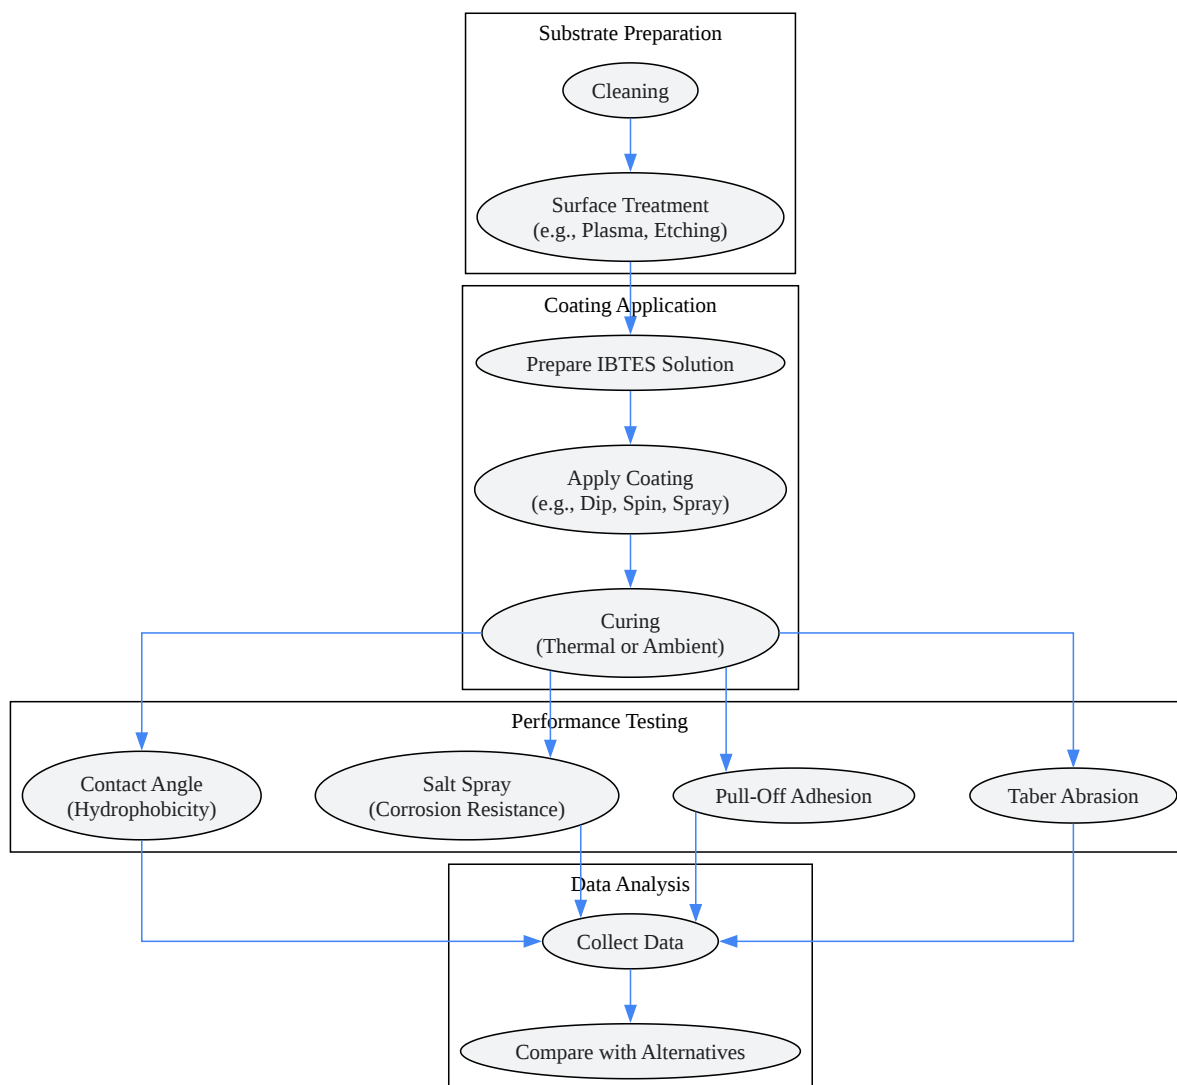 Substrate Preparation
Cleaning
Surface Treatment
(e.g., Plasma, Etching)
Coating Application
Prepare IBTES Solution
Apply Coating
(e.g., Dip, Spin, Spray)
Curing
(Thermal or Ambient)
Performance Testing
Contact Angle
(Hydrophobicity)
Salt Spray
(Corrosion Resistance)
Pull-Off Adhesion
Taber Abrasion
Data Analysis
Collect Data
Compare with Alternatives